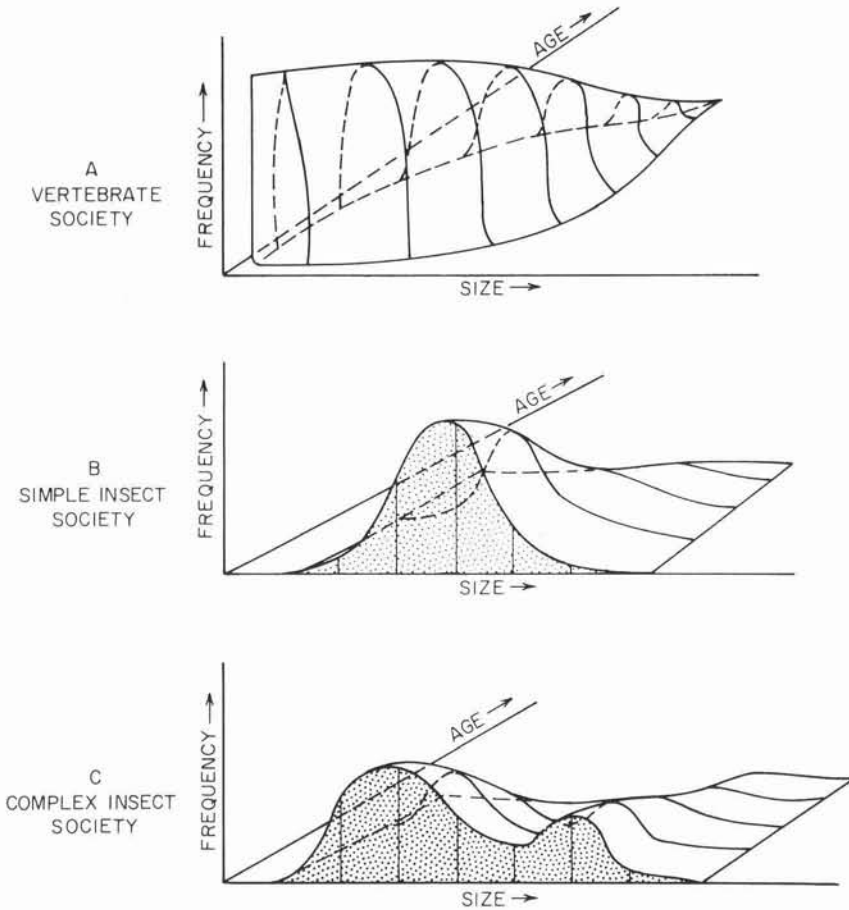 A
VERTEBRATE
SOCIETY
FREQUENCY →
AGE →
SIZE →
B
SIMPLE INSECT
SOCIETY
FREQUENCY →
AGE →
SIZE →
C
COMPLEX INSECT
SOCIETY
FREQUENCY →
AGE →
SIZE →